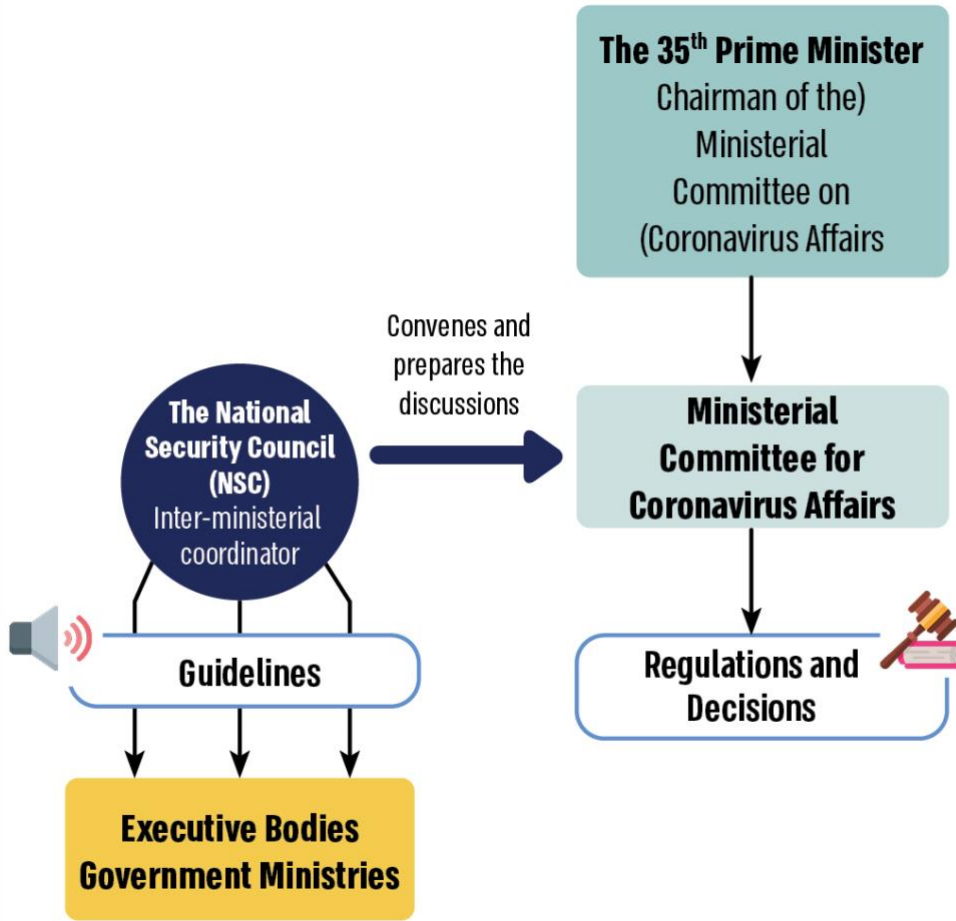 The 35th Prime Minister
Chairman of the)
Ministerial
Committee on
(Coronavirus Affairs
Convenes and
prepares the
discussions
The National
Security Council
(NSC)
Inter-ministerial
coordinator
Ministerial
Committee for
Coronavirus Affairs
Guidelines
Regulations and
Decisions
Executive Bodies
Government Ministries